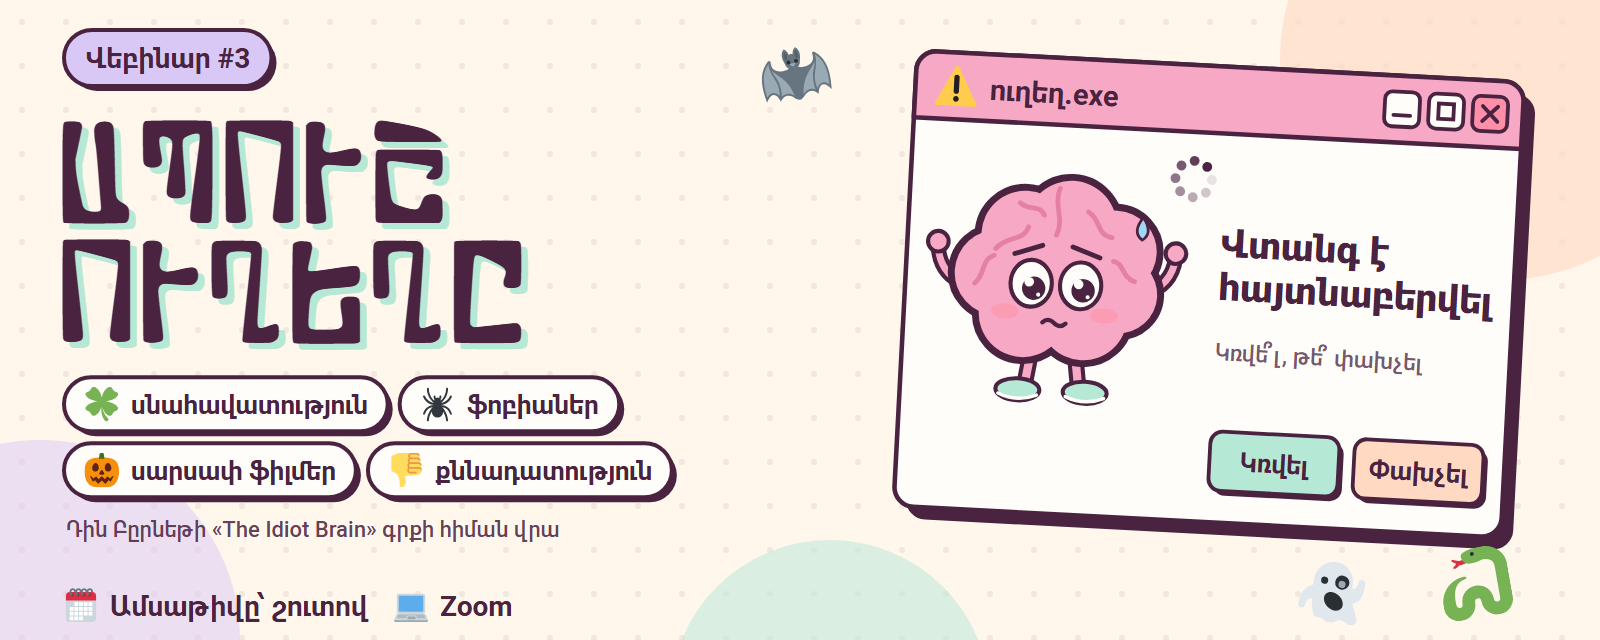 Վեբինար #3
ԱՊՈՒՇ
ՈՒՂԵՂԸ
սնահավատություն
ֆոբիաներ
սարսափ ֆիլմեր
քննադատություն
Դին Բըրնեթի «The Idiot Brain» գրքի հիման վրա
Ամսաթիվը՝ շուտով
Zoom
ուղեղ.exe
Վտանգ է
հայտնաբերվել
Կռվե՞լ, թե՞ փախչել
Կռվել
Փախչել